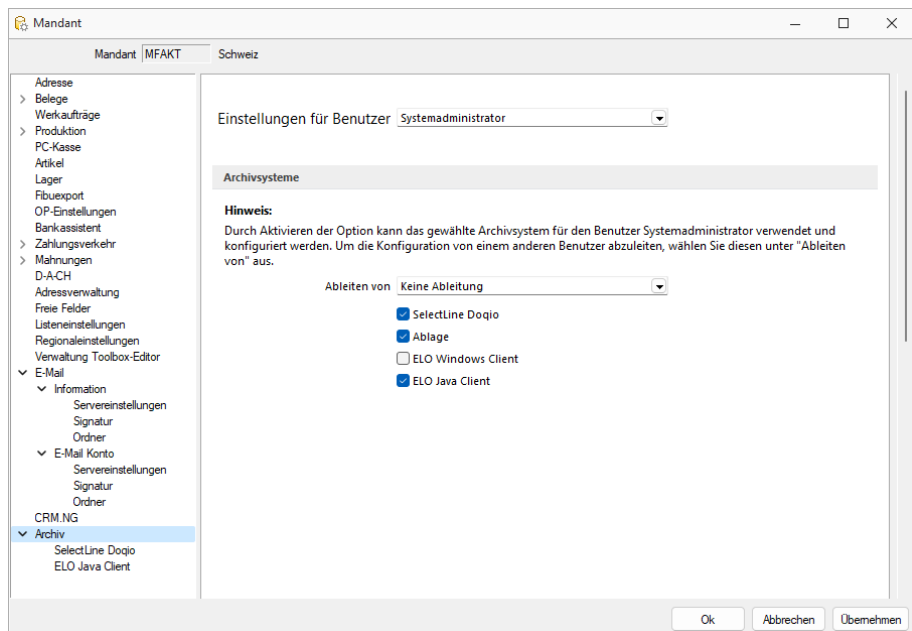 Mandant
Mandant MFAKT Schweiz
Adresse
Belege
Werkaufträge
Produktion
PC-Kasse
Artikel
Lager
Fibuexport
OP-Einstellungen
Bankassistent
Zahlungsverkehr
Mahnungen
D-A-CH
Adressverwaltung
Freie Felder
Listeneinstellungen
Regionaleinstellungen
Verwaltung Toolbox-Editor
E-Mail
Information
Servereinstellungen
Signatur
Ordner
E-Mail Konto
Servereinstellungen
Signatur
Ordner
CRM.NG
Archiv
SelectLine Doqio
ELO Java Client
Einstellungen für Benutzer Systemadministrator
Archivsysteme
Hinweis:
Durch Aktivieren der Option kann das gewählte Archivsystem für den Benutzer Systemadministrator verwendet und
konfiguriert werden. Um die Konfiguration von einem anderen Benutzer abzuleiten, wählen Sie diesen unter "Ableiten
von" aus.
Ableiten von Keine Ableitung
SelectLine Doqio
Ablage
ELO Windows Client
ELO Java Client
Ok Abbrechen Übernehmen